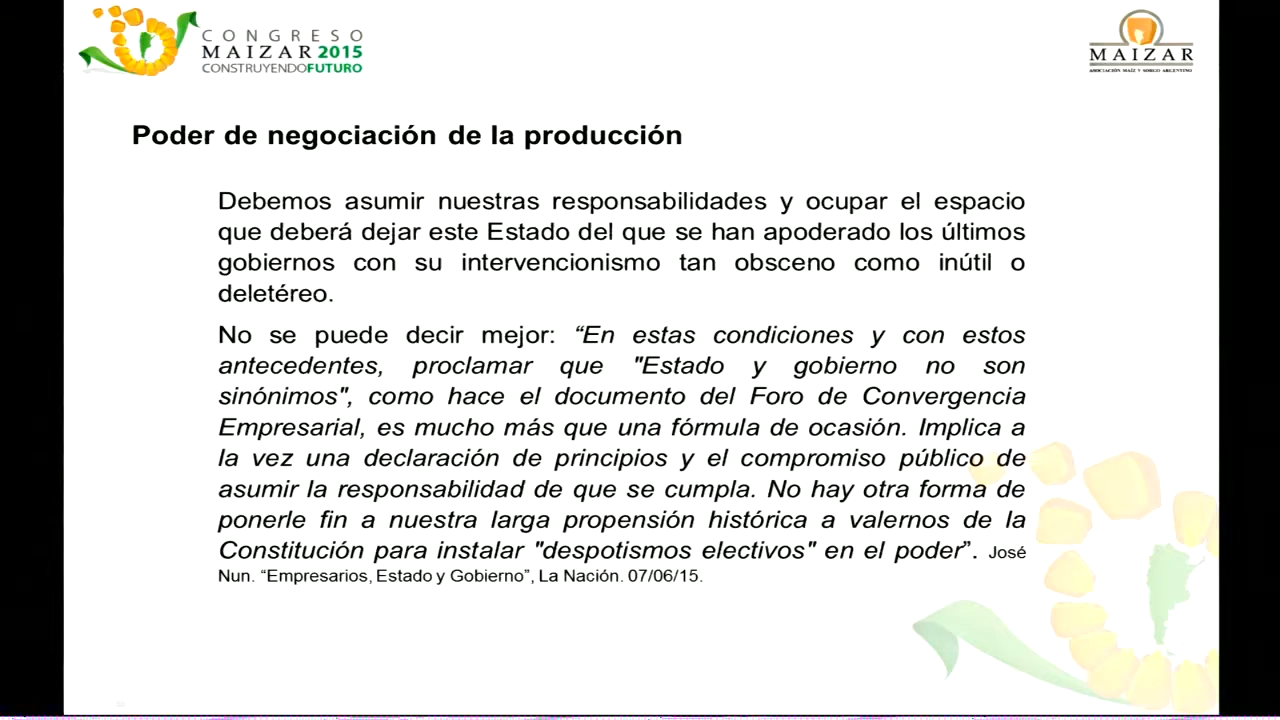 CONGRESO
MAIZAR 2015
CONSTRUYENDOFUTURO
MAIZAR
ASOCIACIÓN MAÍZ Y SORGO ARGENTINO
Poder de negociación de la producción
Debemos asumir nuestras responsabilidades y ocupar el espacio
que deberá dejar este Estado del que se han apoderado los últimos
gobiernos con su intervencionismo tan obsceno como inútil o
deletéreo.
No se puede decir mejor: “En estas condiciones y con estos
antecedentes, proclamar que "Estado y gobierno no son
sinónimos", como hace el documento del Foro de Convergencia
Empresarial, es mucho más que una fórmula de ocasión. Implica a
la vez una declaración de principios y el compromiso público de
asumir la responsabilidad de que se cumpla. No hay otra forma de
ponerle fin a nuestra larga propensión histórica a valernos de la
Constitución para instalar "despotismos electivos" en el poder”. José
Nun. “Empresarios, Estado y Gobierno”, La Nación. 07/06/15.